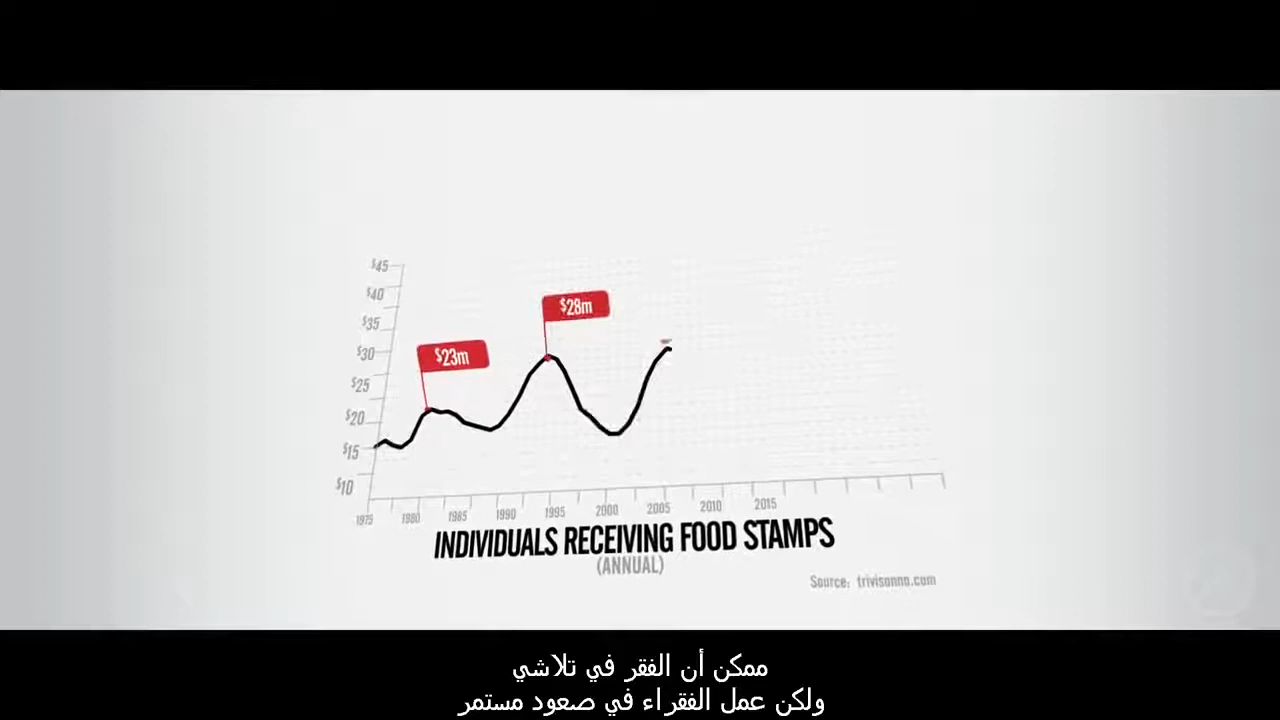 $45
$40
$35
$30
$25
$20
$15
$10
$23m
$28m
1975 1980 1985 1990 1995 2000 2005 2010 2015
INDIVIDUALS RECEIVING FOOD STAMPS
(ANNUAL)
Source: trivisonno.com
ممكن أن الفقر في تلاشي
ولكن عمل الفقراء في صعود مستمر